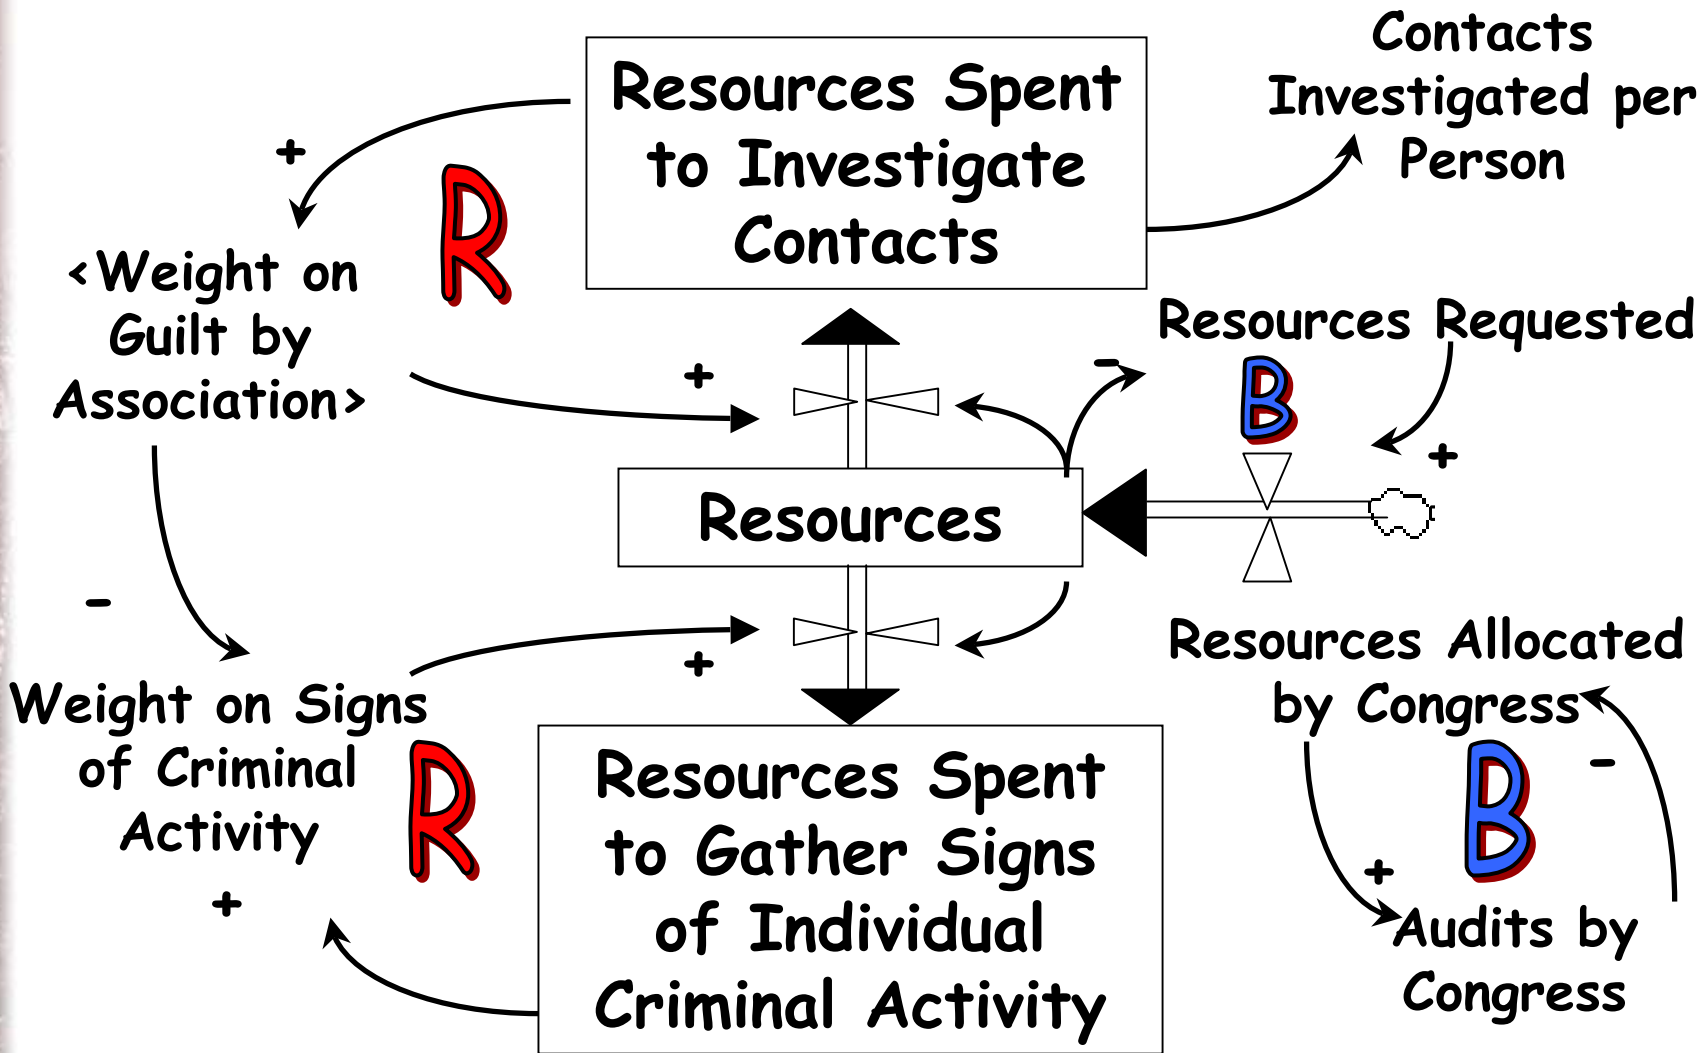 Contacts
Investigated per
Person
Resources Spent
to Investigate
Contacts
+
R
<Weight on
Guilt by
Association>
+
-
Resources Requested
B
+
Resources
-
+
Weight on Signs
of Criminal
Activity
+
R
Resources Spent
to Gather Signs
of Individual
Criminal Activity
Resources Allocated
by Congress
B
-
+
Audits by
Congress